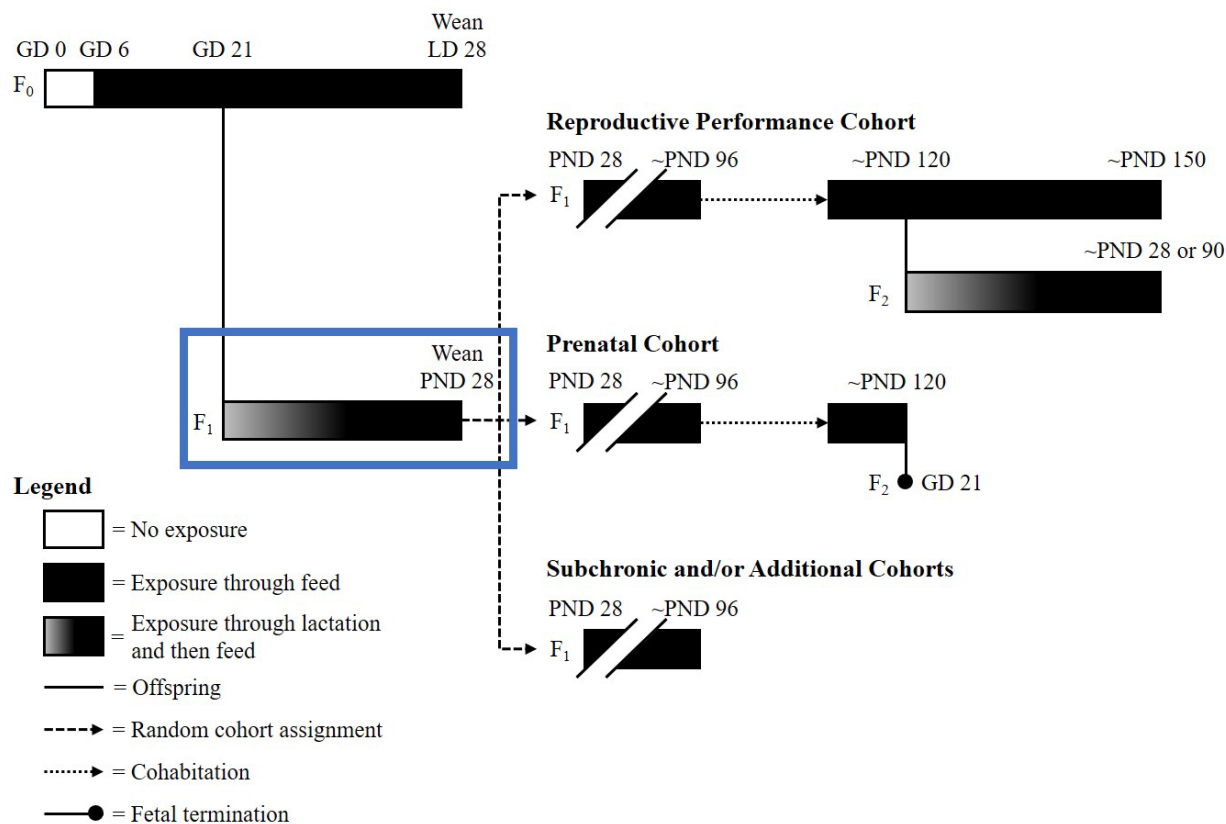 Wean
GD 0 GD 6 GD 21 LD 28
F0
Reproductive Performance Cohort
PND 28 ~PND 96 ~PND 120 ~PND 150
F1
~PND 28 or 90
F2
Wean
PND 28
F1
Prenatal Cohort
PND 28 ~PND 96 ~PND 120
F1
F2 GD 21
Legend
= No exposure
= Exposure through feed
= Exposure through lactation
and then feed
= Offspring
= Random cohort assignment
= Cohabitation
= Fetal termination
Subchronic and/or Additional Cohorts
PND 28 ~PND 96
F1